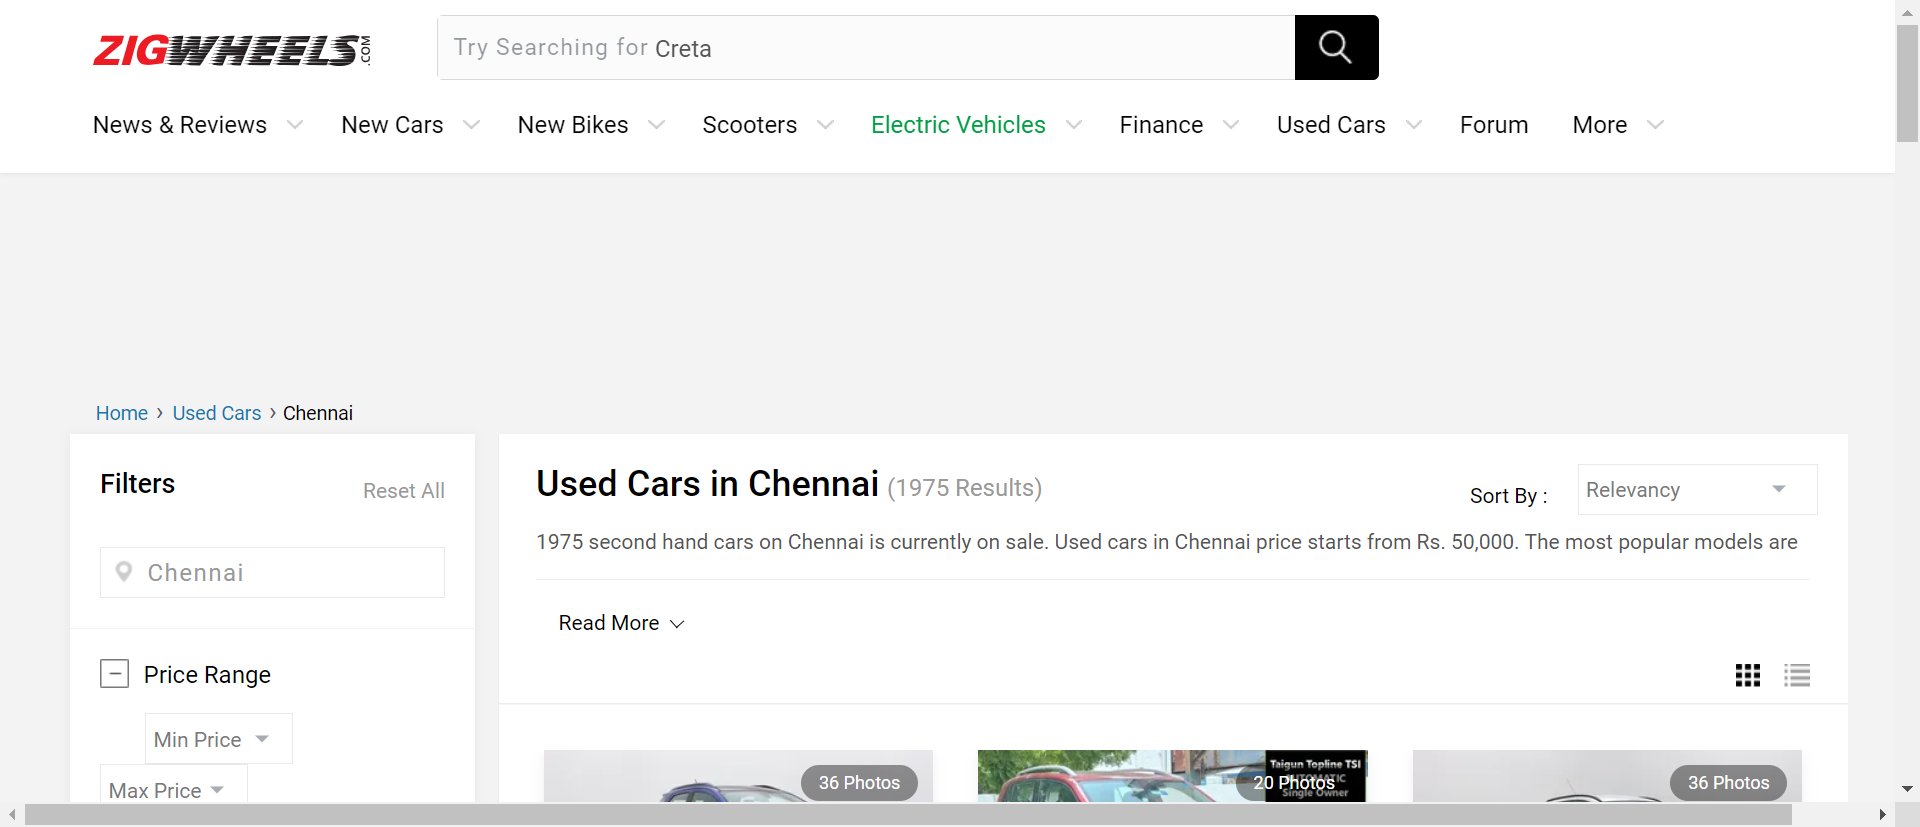 ZIGWHEELS.COM
Try Searching for Creta
News & Reviews New Cars New Bikes Scooters Electric Vehicles Finance Used Cars Forum More
Home › Used Cars › Chennai
Filters
Reset All
Chennai
Price Range
Min Price
Max Price
Used Cars in Chennai (1975 Results)
Sort By : Relevancy
1975 second hand cars on Chennai is currently on sale. Used cars in Chennai price starts from Rs. 50,000. The most popular models are
Read More
36 Photos
Taigun Topline TSI
AUTOMATIC
Single Owner
20 Photos
36 Photos